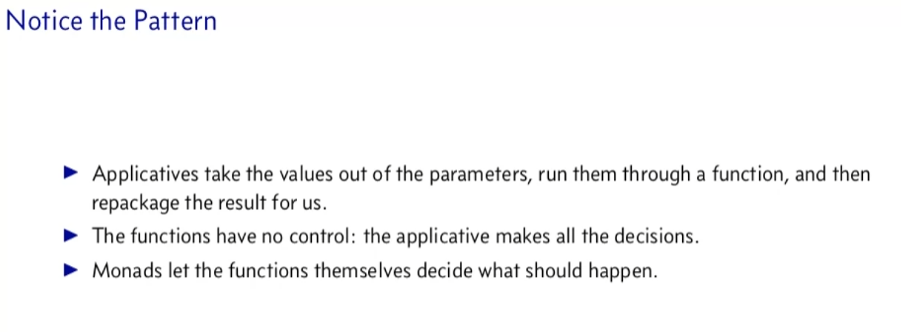 Notice the Pattern
▶ Applicatives take the values out of the parameters, run them through a function, and then
repackage the result for us.
▶ The functions have no control: the applicative makes all the decisions.
▶ Monads let the functions themselves decide what should happen.